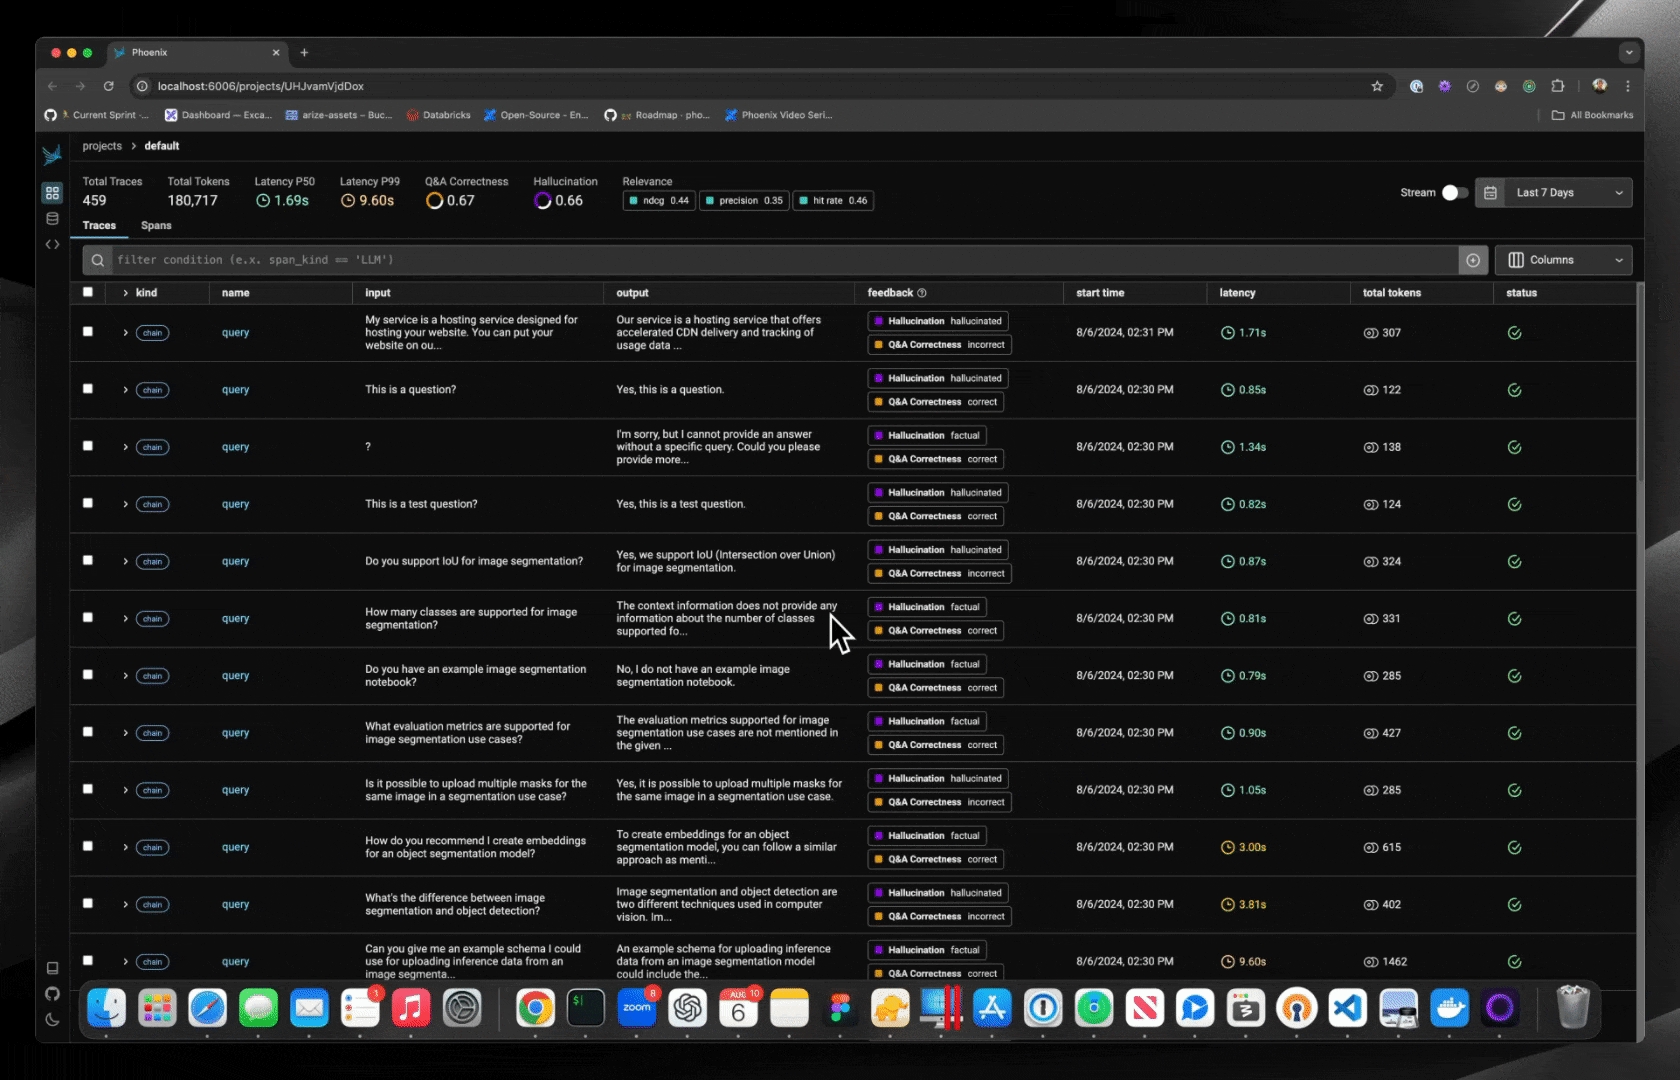 Phoenix
localhost:6006/projects/UHJvamVjdDox
Current Sprint -... Dashboard — Exca... arize-assets – Buc... Databricks Open-Source - En... Roadmap · pho... Phoenix Video Seri... All Bookmarks
projects > default
Total Traces Total Tokens Latency P50 Latency P99 Q&A Correctness Hallucination Relevance
459 180,717 1.69s 9.60s 0.67 0.66 ndcg 0.44 precision 0.35 hit rate 0.46
Stream Last 7 Days
Traces Spans
filter condition (e.x. span_kind == 'LLM')
Columns
kind name input output feedback start time latency total tokens status
chain query
My service is a hosting service designed for
hosting your website. You can put your
website on ou...
Our service is a hosting service that offers
accelerated CDN delivery and tracking of
usage data ...
Hallucination hallucinated
Q&A Correctness incorrect
8/6/2024, 02:31 PM 1.71s 307
chain query
This is a question?
Yes, this is a question.
Hallucination hallucinated
Q&A Correctness correct
8/6/2024, 02:30 PM 0.85s 122
chain query
?
I'm sorry, but I cannot provide an answer
without a specific query. Could you please
provide more...
Hallucination factual
Q&A Correctness correct
8/6/2024, 02:30 PM 1.34s 138
chain query
This is a test question?
Yes, this is a test question.
Hallucination hallucinated
Q&A Correctness correct
8/6/2024, 02:30 PM 0.82s 124
chain query
Do you support IoU for image segmentation?
Yes, we support IoU (Intersection over Union)
for image segmentation.
Hallucination hallucinated
Q&A Correctness incorrect
8/6/2024, 02:30 PM 0.87s 324
chain query
How many classes are supported for image
segmentation?
The context information does not provide any
information about the number of classes
supported fo...
Hallucination factual
Q&A Correctness correct
8/6/2024, 02:30 PM 0.81s 331
chain query
Do you have an example image segmentation
notebook?
No, I do not have an example image
segmentation notebook.
Hallucination factual
Q&A Correctness correct
8/6/2024, 02:30 PM 0.79s 285
chain query
What evaluation metrics are supported for
image segmentation use cases?
The evaluation metrics supported for image
segmentation use cases are not mentioned in
the given ...
Hallucination factual
Q&A Correctness correct
8/6/2024, 02:30 PM 0.90s 427
chain query
Is it possible to upload multiple masks for the
same image in a segmentation use case?
Yes, it is possible to upload multiple masks for
the same image in a segmentation use case.
Hallucination hallucinated
Q&A Correctness incorrect
8/6/2024, 02:30 PM 1.05s 285
chain query
How do you recommend I create embeddings
for an object segmentation model?
To create embeddings for an object
segmentation model, you can follow a similar
approach as menti...
Hallucination factual
Q&A Correctness correct
8/6/2024, 02:30 PM 3.00s 615
chain query
What's the difference between image
segmentation and object detection?
Image segmentation and object detection are
two different techniques used in computer
vision. Im...
Hallucination hallucinated
Q&A Correctness incorrect
8/6/2024, 02:30 PM 3.81s 402
chain query
Can you give me an example schema I could
use for uploading inference data from an
image segmenta...
An example schema for uploading inference
data from an image segmentation model
could include the...
Hallucination factual
Q&A Correctness correct
8/6/2024, 02:30 PM 9.60s 1462
1
$
zoom
8
AUG
10
6